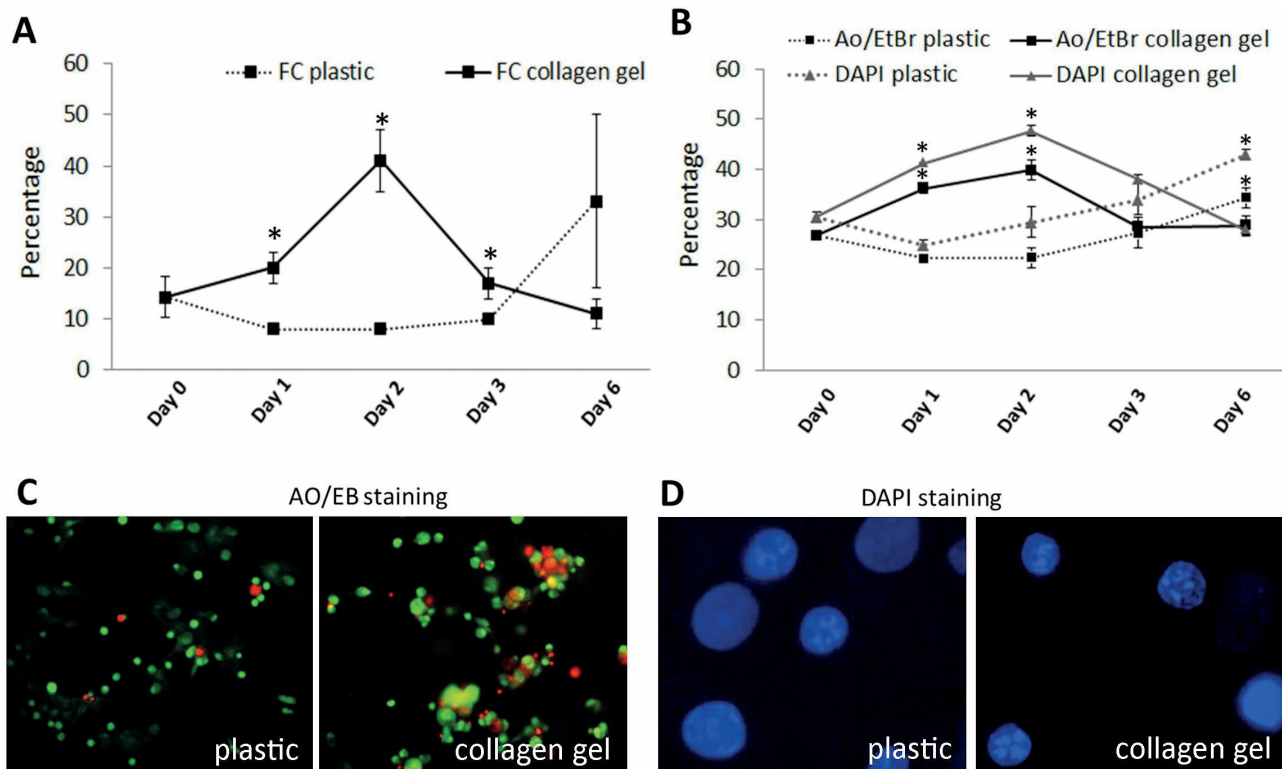 A
FC plastic FC collagen gel
Percentage
60
50
40
30
20
10
0
*
*
*
Day 0 Day 1 Day 2 Day 3 Day 6
B
Ao/EtBr plastic Ao/EtBr collagen gel
DAPI plastic DAPI collagen gel
Percentage
60
50
40
30
20
10
0
* * *
* * *
Day 0 Day 1 Day 2 Day 3 Day 6
C
AO/EB staining
plastic collagen gel
D
DAPI staining
plastic collagen gel